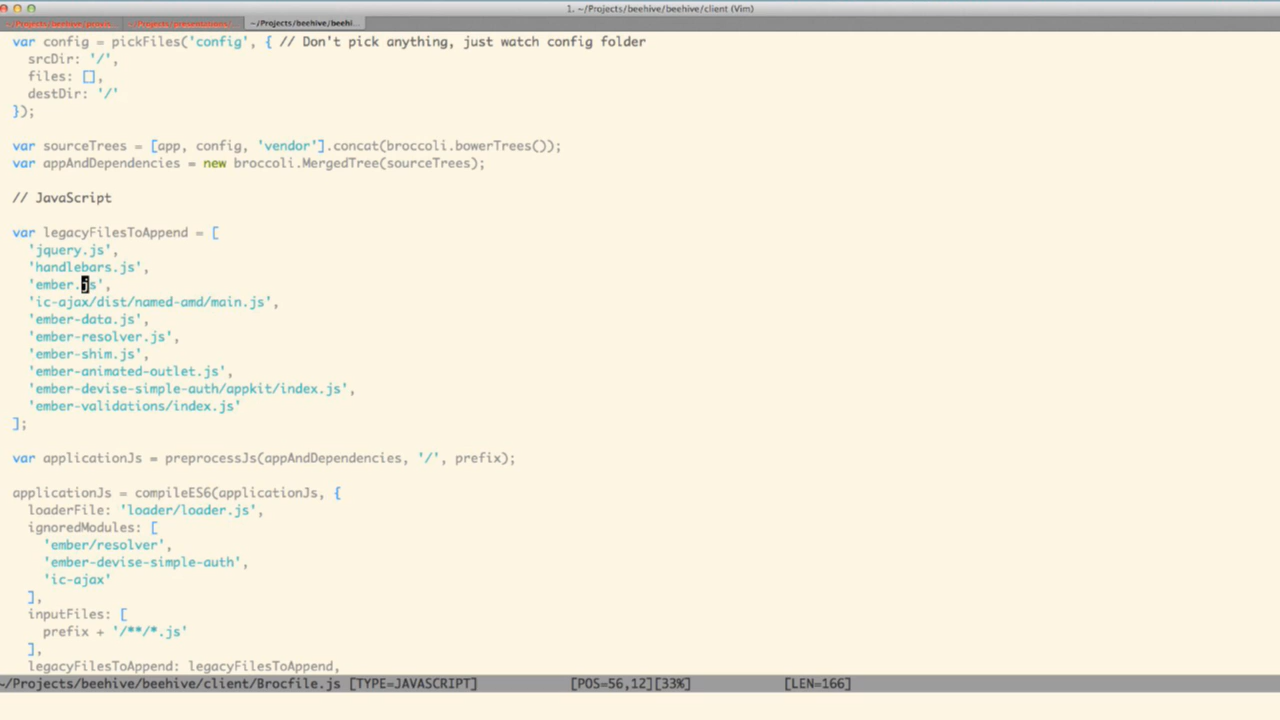 1. ~/Projects/beehive/beehive/client (Vim)
~/Projects/beehive/beehi...
var config = pickFiles('config', { // Don't pick anything, just watch config folder
srcDir: '/',
files: [],
destDir: '/'
});
var sourceTrees = [app, config, 'vendor'].concat(broccoli.bowerTrees());
var appAndDependencies = new broccoli.MergedTree(sourceTrees);
// JavaScript
var legacyFilesToAppend = [
'jquery.js',
'handlebars.js',
'ember.js',
'ic-ajax/dist/named-amd/main.js',
'ember-data.js',
'ember-resolver.js',
'ember-shim.js',
'ember-animated-outlet.js',
'ember-devise-simple-auth/appkit/index.js',
'ember-validations/index.js'
];
var applicationJs = preprocessJs(appAndDependencies, '/', prefix);
applicationJs = compileES6(applicationJs, {
loaderFile: 'loader/loader.js',
ignoredModules: [
'ember/resolver',
'ember-devise-simple-auth',
'ic-ajax'
],
inputFiles: [
prefix + '/**/*.js'
],
legacyFilesToAppend: legacyFilesToAppend,
~/Projects/beehive/beehive/client/Brocfile.js [TYPE=JAVASCRIPT] [POS=56,12][33%] [LEN=166]